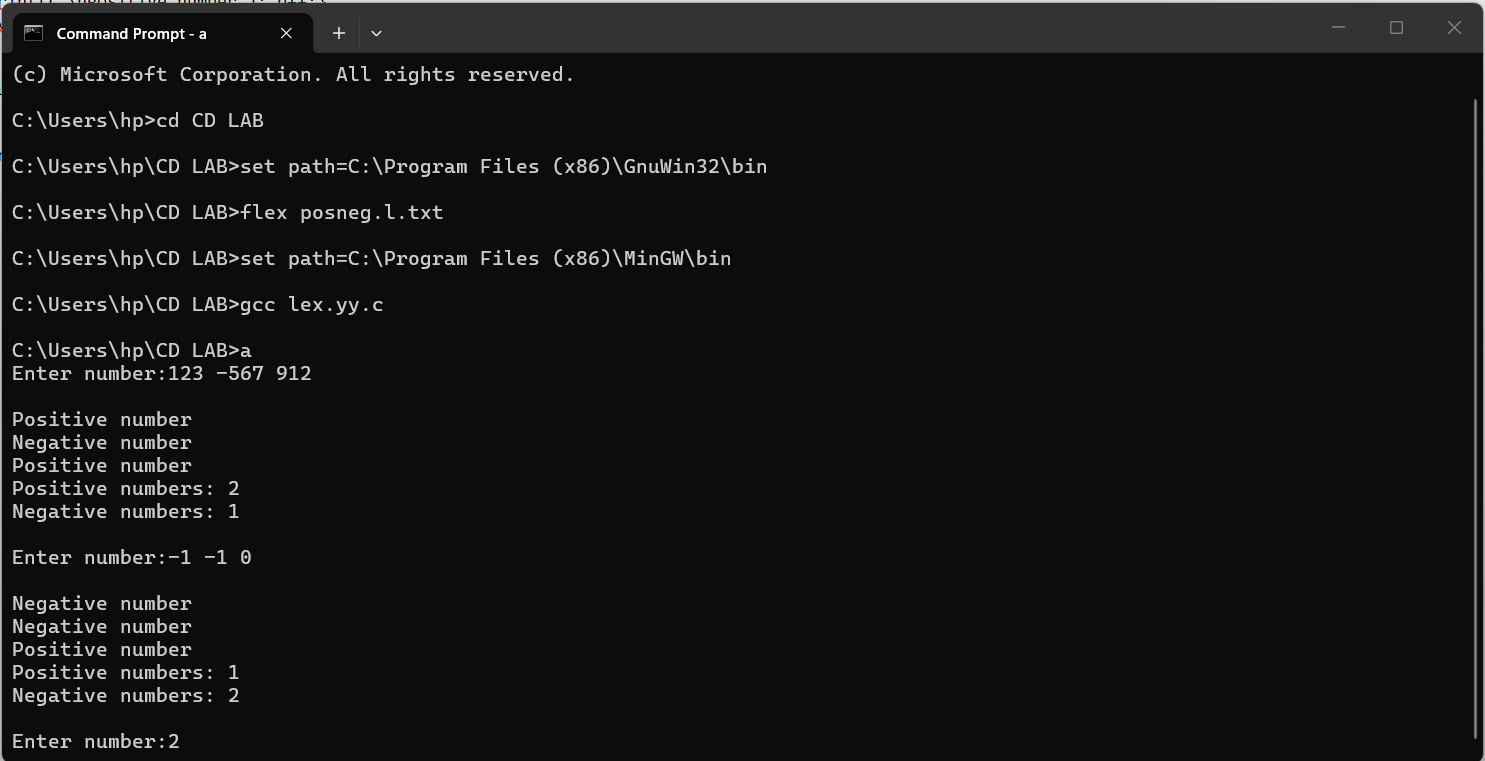 Command Prompt - a
(c) Microsoft Corporation. All rights reserved.
C:\Users\hp>cd CD LAB
C:\Users\hp\CD LAB>set path=C:\Program Files (x86)\GnuWin32\bin
C:\Users\hp\CD LAB>flex posneg.l.txt
C:\Users\hp\CD LAB>set path=C:\Program Files (x86)\MinGW\bin
C:\Users\hp\CD LAB>gcc lex.yy.c
C:\Users\hp\CD LAB>a
Enter number:123 -567 912
Positive number
Negative number
Positive number
Positive numbers: 2
Negative numbers: 1
Enter number:-1 -1 0
Negative number
Negative number
Positive number
Positive numbers: 1
Negative numbers: 2
Enter number:2